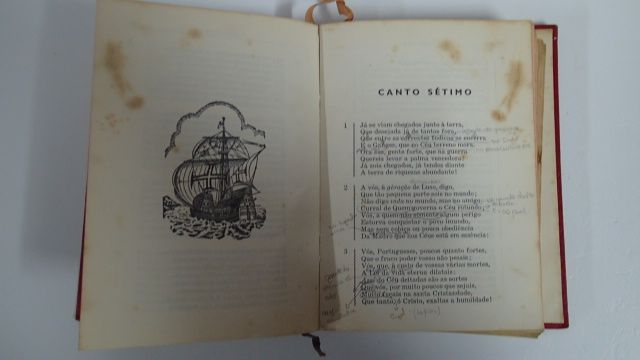 CANTO SÉTIMO
1 Já se viam chegados junto à terra,
Que desejada já de tantos fora,
Que entre as correntes Indicas se encerra
E o Ganges, que no Céu terreno mora.
Ora sus, gente forte, que na guerra
Quereis levar a palma vencedora:
Já sois chegados, já tendes diante
A terra de riquezas abundante!
2 A vós, ó geração de Luso, digo,
Que tão pequena parte sois no mundo;
Não digo inda no mundo, mas no amigo
Curral de Quem governa o Céu rotundo;
Vós, a quem não somente algum perigo
Estorva conquistar o povo imundo,
Mas nem cobiça ou pouca obediência
Da Madre que nos Céus está em essência:
3 Vós, Portugueses, poucos quanto fortes,
Que o fraco poder vosso não pesais;
Vós, que, à custa de vossas várias mortes,
A Lei da vida eterna dilatais:
Assi do Céu deitadas são as sortes
Que vós, por muito poucos que sejais,
Muito façais na santa Cristandade,
Que tanto, ó Cristo, exaltas a humildade!